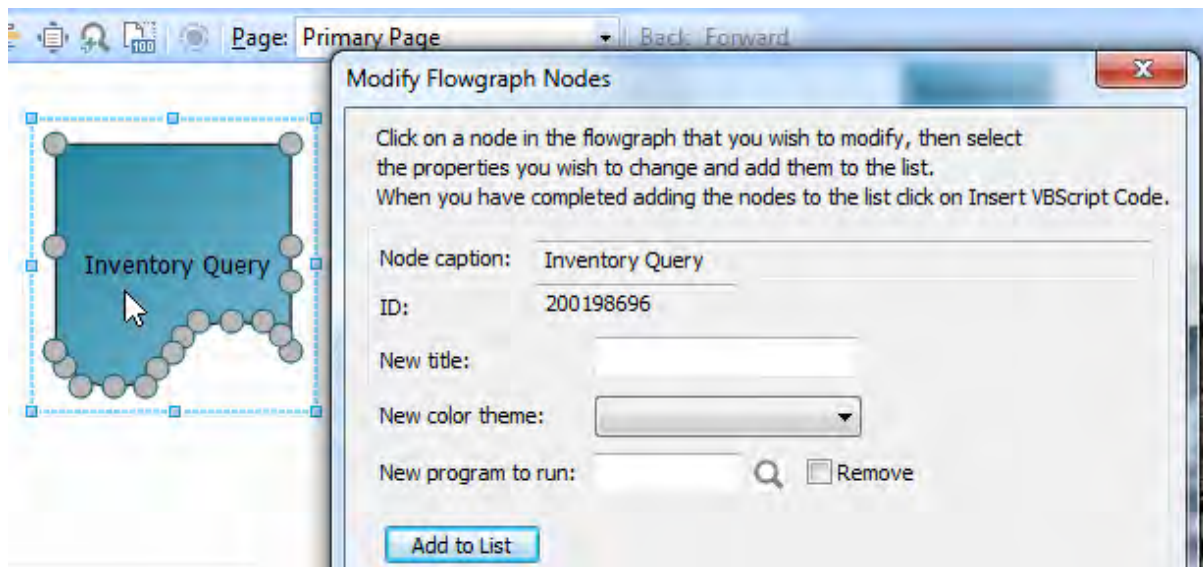 100
Page: Primary Page Back Forward
Modify Flowgraph Nodes
Click on a node in the flowgraph that you wish to modify, then select
the properties you wish to change and add them to the list.
When you have completed adding the nodes to the list click on Insert VBScript Code.
Inventory Query
Node caption: Inventory Query
ID: 200198696
New title:
New color theme:
New program to run: Remove
Add to List